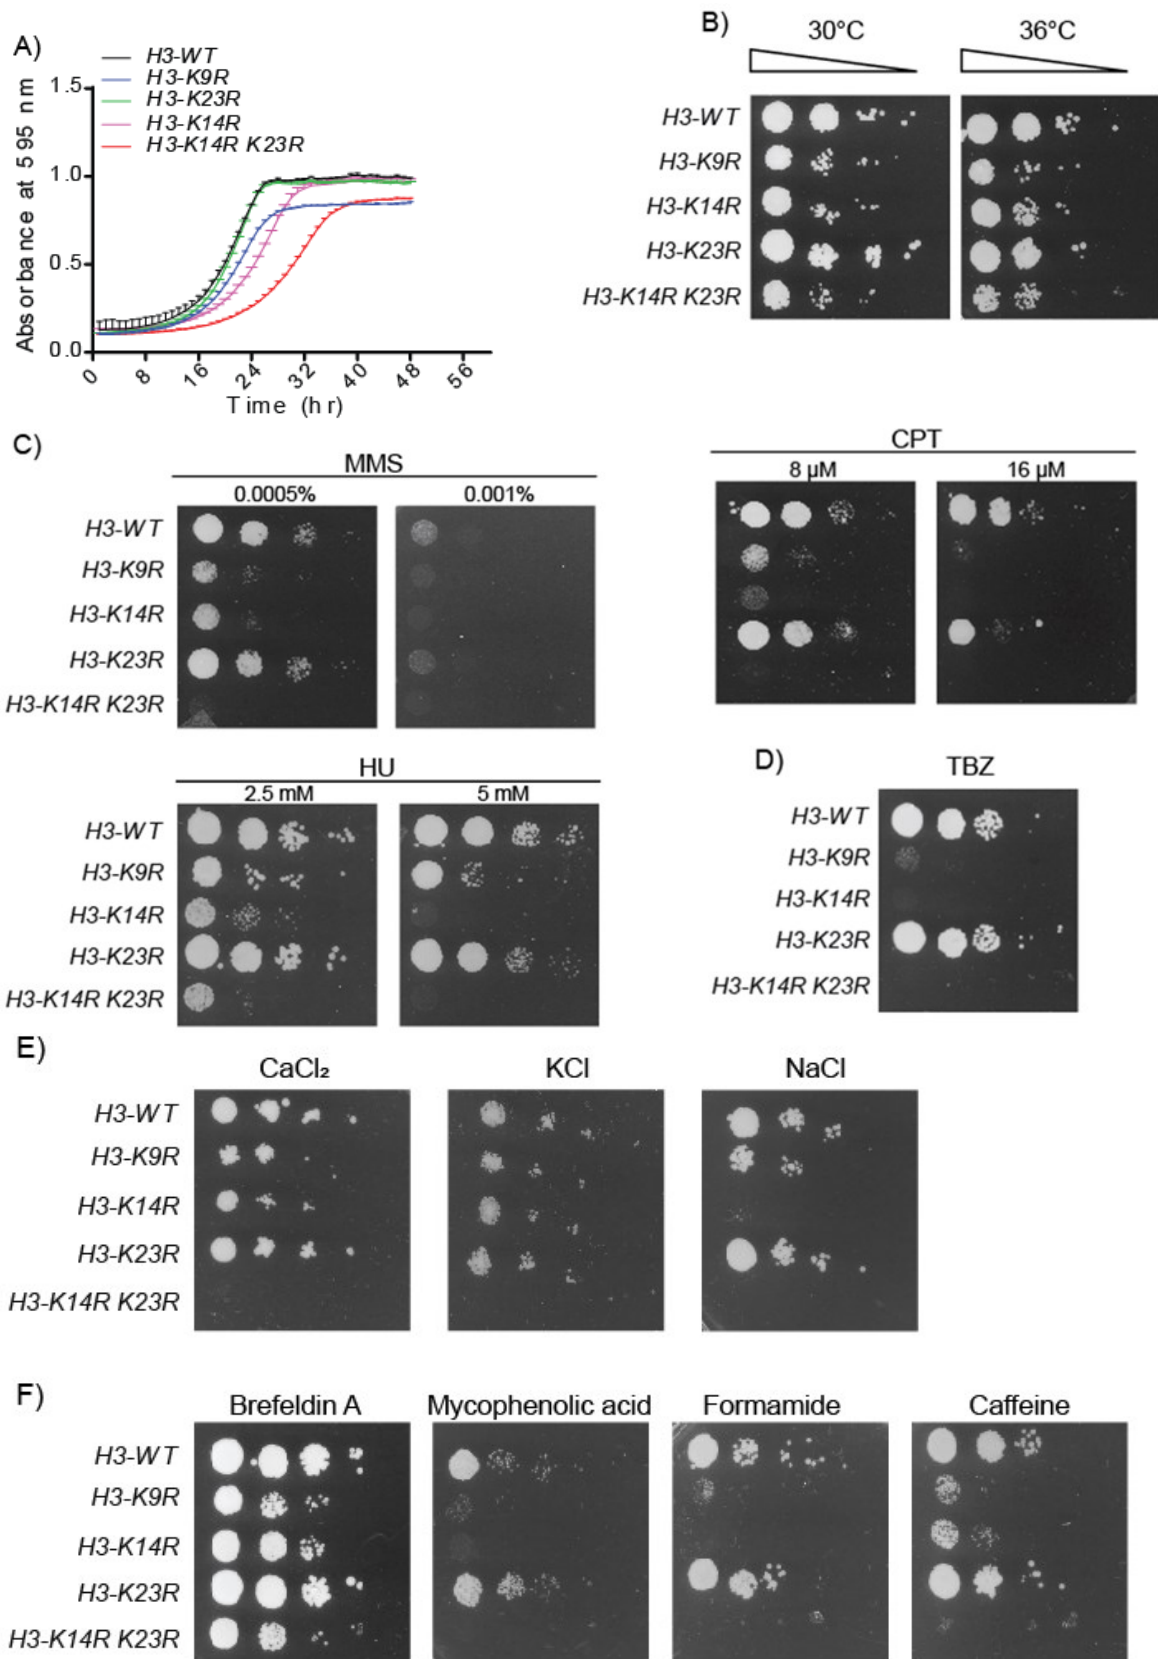 A)
H3-WT
H3-K9R
H3-K23R
H3-K14R
H3-K14R K23R
Absorbance at 595 nm
1.5
1.0
0.5
0.0
0 8 16 24 32 40 48 56
Time (hr)
B)
30°C 36°C
H3-WT
H3-K9R
H3-K14R
H3-K23R
H3-K14R K23R
C)
MMS
0.0005% 0.001%
H3-WT
H3-K9R
H3-K14R
H3-K23R
H3-K14R K23R
CPT
8 µM 16 µM
HU
2.5 mM 5 mM
H3-WT
H3-K9R
H3-K14R
H3-K23R
H3-K14R K23R
D)
TBZ
H3-WT
H3-K9R
H3-K14R
H3-K23R
H3-K14R K23R
E)
CaCl₂ KCl NaCl
H3-WT
H3-K9R
H3-K14R
H3-K23R
H3-K14R K23R
F)
Brefeldin A Mycophenolic acid Formamide Caffeine
H3-WT
H3-K9R
H3-K14R
H3-K23R
H3-K14R K23R